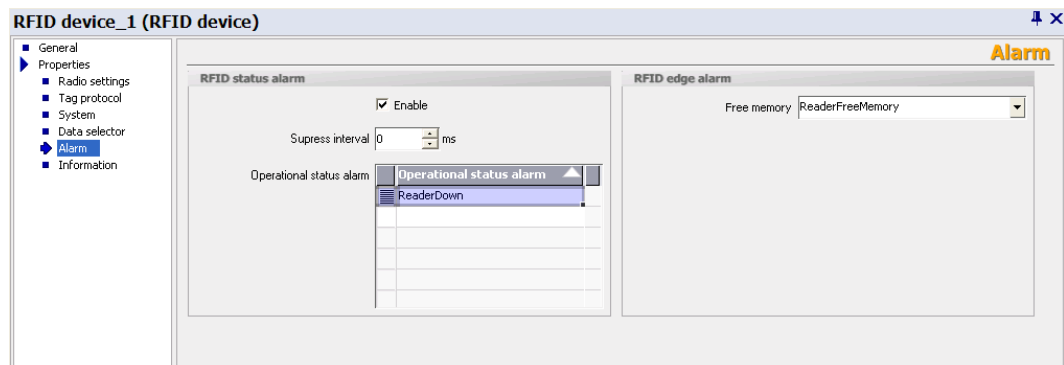 RFID device_1 (RFID device)
General
Properties
Radio settings
Tag protocol
System
Data selector
Alarm
Information
Alarm
RFID status alarm
Enable
Supress interval 0 ms
Operational status alarm Operational status alarm
ReaderDown
RFID edge alarm
Free memory ReaderFreeMemory